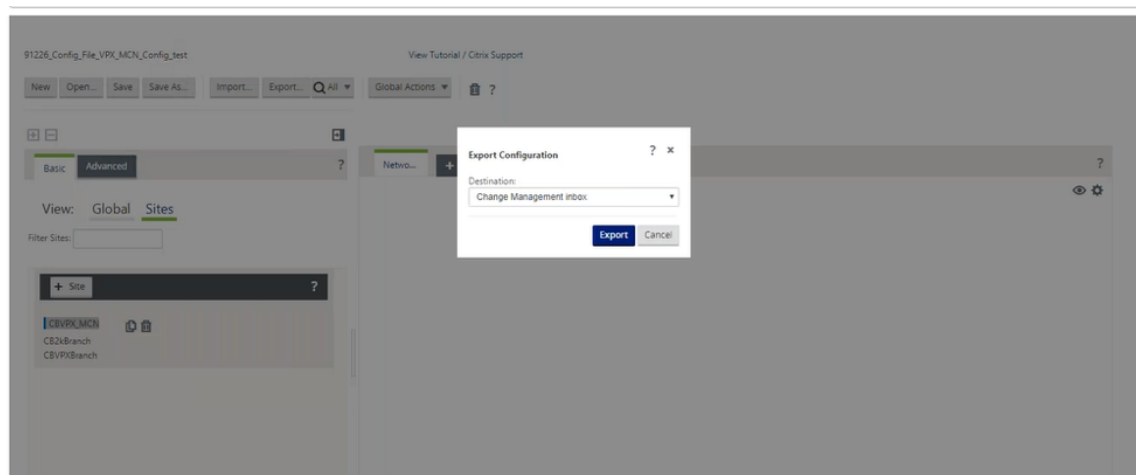 91226_Config_File_VPX_MCN_Config_test View Tutorial / Citrix Support
New Open... Save Save As... Import... Export... All Global Actions ?
Basic Advanced ? Netwo... + ?
Export Configuration ? ×
Destination:
Change Management inbox
Export Cancel
View: Global Sites
Filter Sites:
+ Site ?
CBVPX_MCN
CB2kBranch
CBVPXBranch